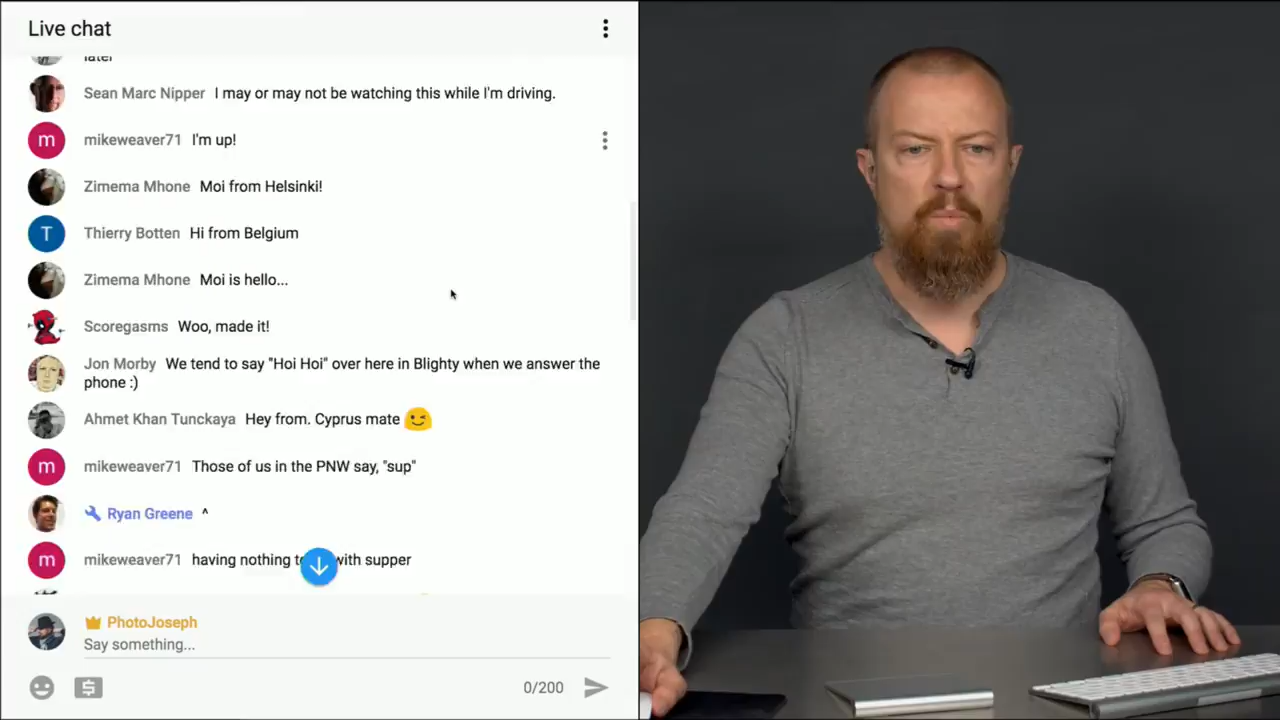 Live chat
later
Sean Marc Nipper I may or may not be watching this while I'm driving.
m mikeweaver71 I'm up!
Zimema Mhone Moi from Helsinki!
T Thierry Botten Hi from Belgium
Zimema Mhone Moi is hello...
Scoregasms Woo, made it!
Jon Morby We tend to say "Hoi Hoi" over here in Blighty when we answer the
phone :)
Ahmet Khan Tunckaya Hey from. Cyprus mate 😉
m mikeweaver71 Those of us in the PNW say, "sup"
Ryan Greene ^
m mikeweaver71 having nothing with supper
PhotoJoseph
Say something...
$ 0/200